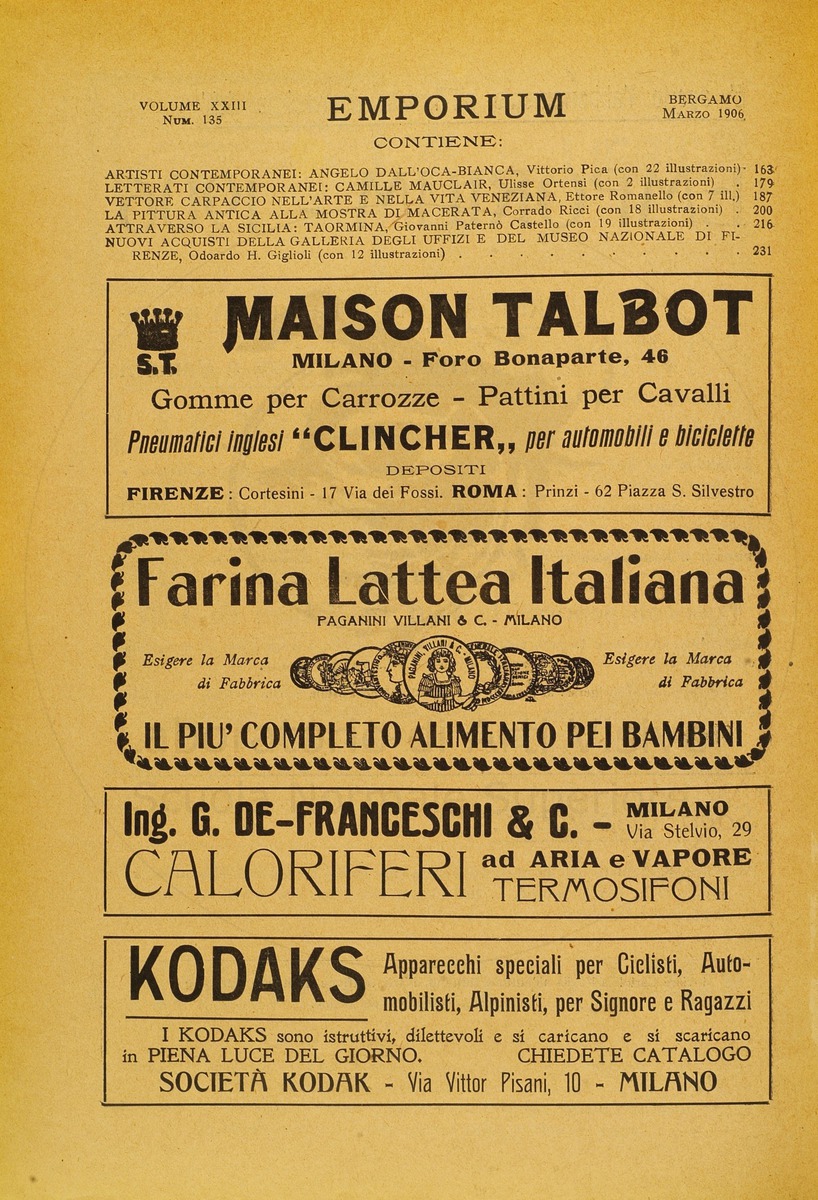 VOLUME XXIII
NUM. 135
EMPORIUM
BERGAMO
MARZO 1906
CONTIENE:
ARTISTI CONTEMPORANEI: ANGELO DALL'OCA-BIANCA, Vittorio Pica (con 22 illustrazioni) 163
LETTERATI CONTEMPORANEI: CAMILLE MAUCLAIR, Ulisse Ortensi (con 2 illustrazioni) . 179
VETTORE CARPACCIO NELL'ARTE E NELLA VITA VENEZIANA, Ettore Romanello (con 7 ill.) 187
LA PITTURA ANTICA ALLA MOSTRA DI MACERATA, Corrado Ricci (con 18 illustrazioni) . 200
ATTRAVERSO LA SICILIA: TAORMINA, Giovanni Paternò Castello (con 19 illustrazioni) . . 216
NUOVI ACQUISTI DELLA GALLERIA DEGLI UFFIZI E DEL MUSEO NAZIONALE DI FI-
RENZE, Odoardo H. Giglioli (con 12 illustrazioni) . . . . . . . . . . 231
S.T.
MAISON TALBOT
MILANO - Foro Bonaparte, 46
Gomme per Carrozze - Pattini per Cavalli
Pneumatici inglesi “CLINCHER„ per automobili e biciclette
DEPOSITI
FIRENZE: Cortesini - 17 Via dei Fossi. ROMA: Prinzi - 62 Piazza S. Silvestro
Farina Lattea Italiana
PAGANINI VILLANI & C. - MILANO
Esigere la Marca
di Fabbrica
PAGANINI, VILLANI & C. - MILANO
Esigere la Marca
di Fabbrica
IL PIU' COMPLETO ALIMENTO PEI BAMBINI
Ing. G. DE-FRANCESCHI & C. - MILANO
Via Stelvio, 29
CALORIFERI ad ARIA e VAPORE
TERMOSIFONI
KODAKS
Apparecchi speciali per Ciclisti, Auto-
mobilisti, Alpinisti, per Signore e Ragazzi
I KODAKS sono istruttivi, dilettevoli e si caricano e si scaricano
in PIENA LUCE DEL GIORNO. CHIEDETE CATALOGO
SOCIETÀ KODAK - Via Vittor Pisani, 10 - MILANO